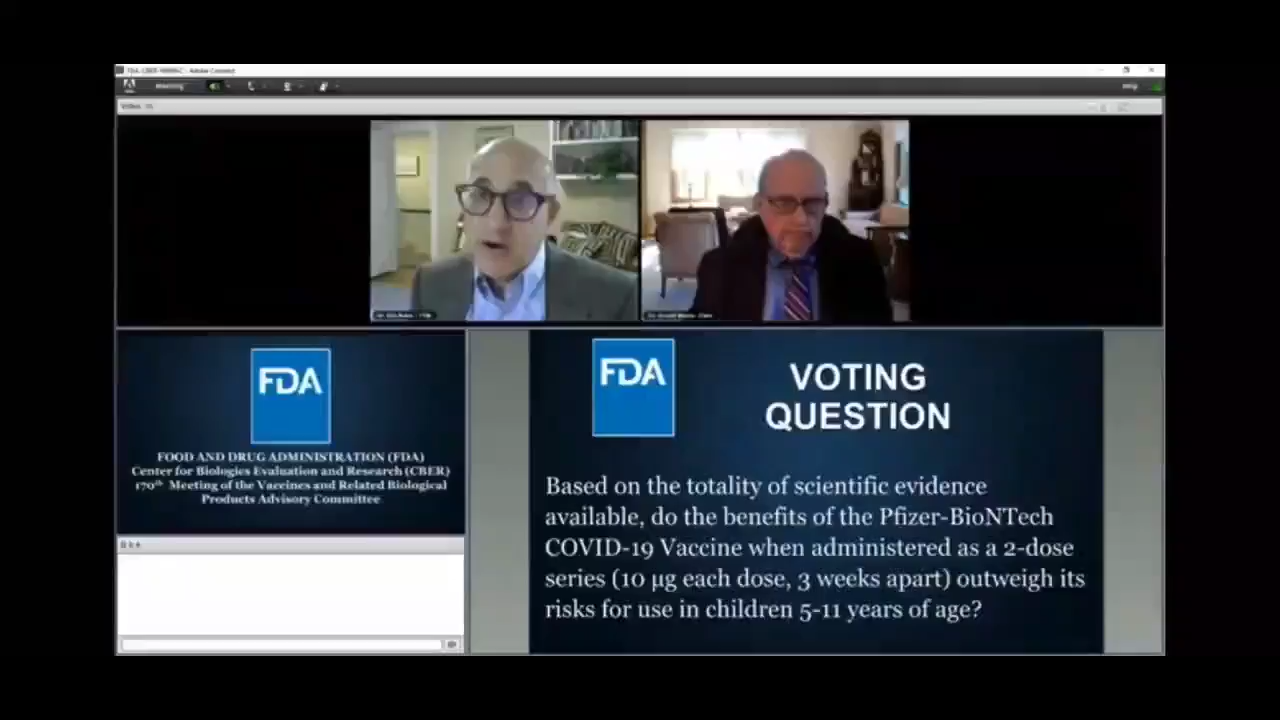 Meeting
Help
FDA
FOOD AND DRUG ADMINISTRATION (FDA)
Center for Biologics Evaluation and Research (CBER)
170th Meeting of the Vaccines and Related Biological
Products Advisory Committee
Q & A
FDA
VOTING
QUESTION
Based on the totality of scientific evidence
available, do the benefits of the Pfizer-BioNTech
COVID-19 Vaccine when administered as a 2-dose
series (10 µg each dose, 3 weeks apart) outweigh its
risks for use in children 5-11 years of age?